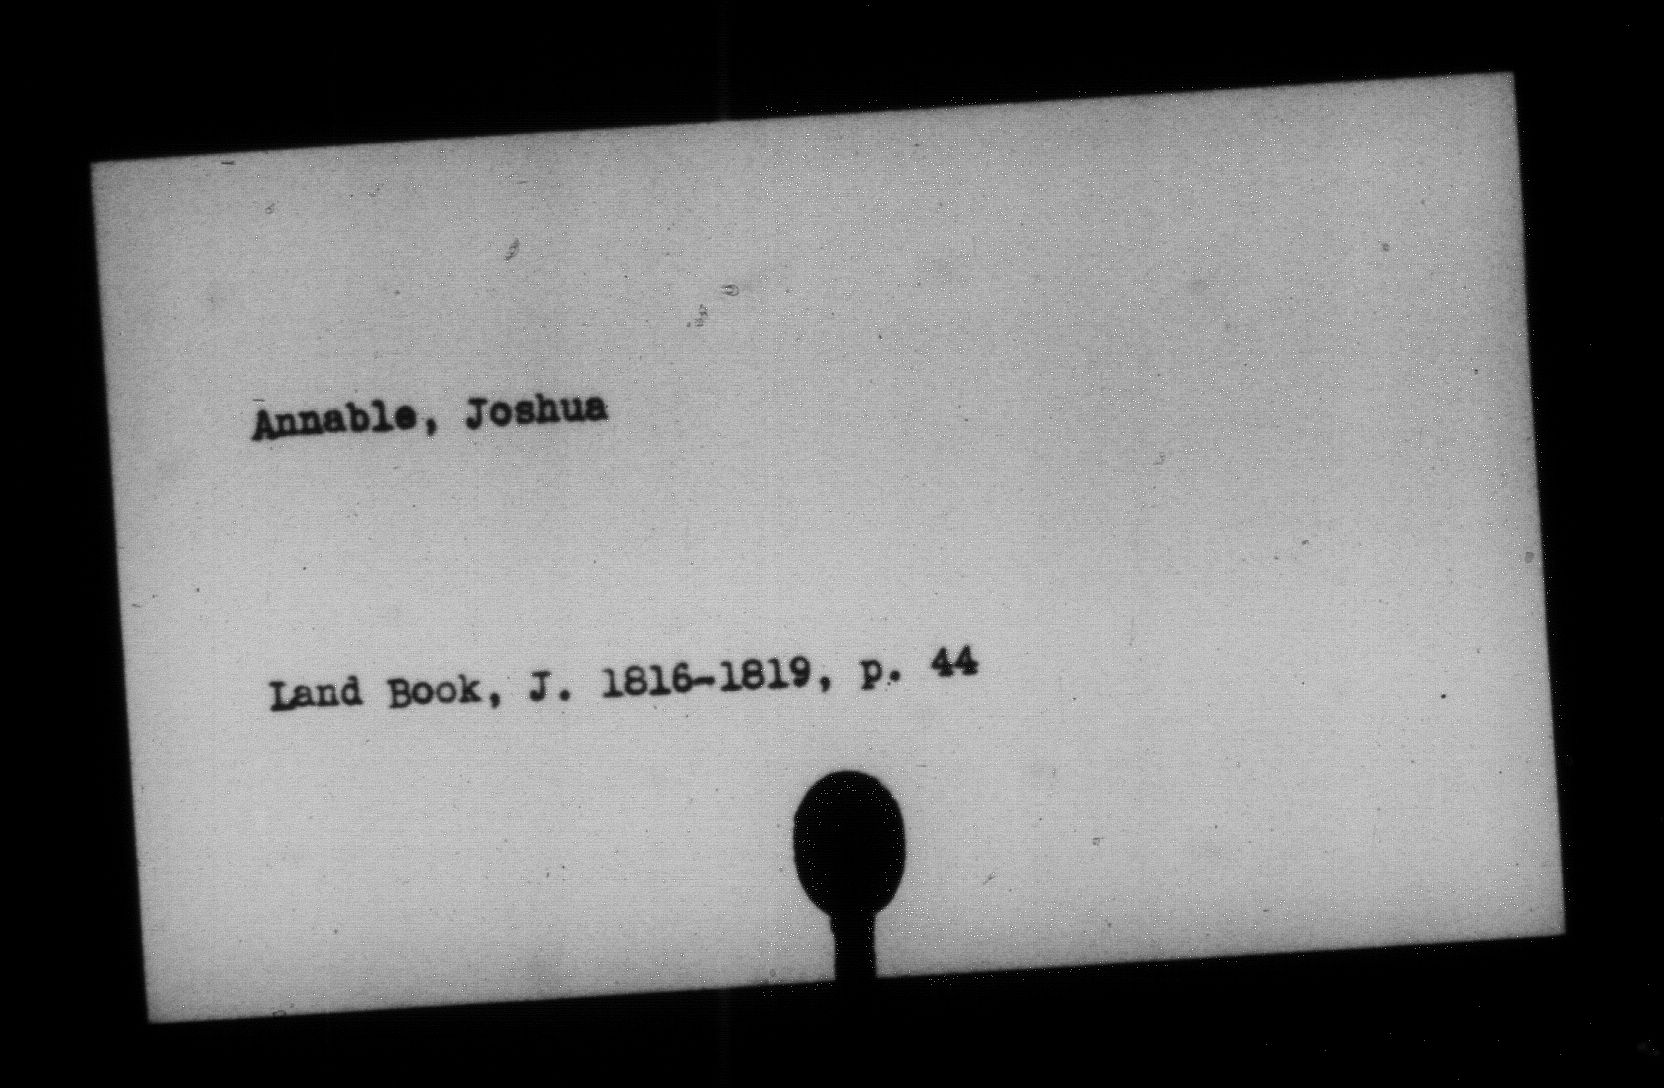 Annable, Joshua
Land Book, J. 1816-1819, p. 44